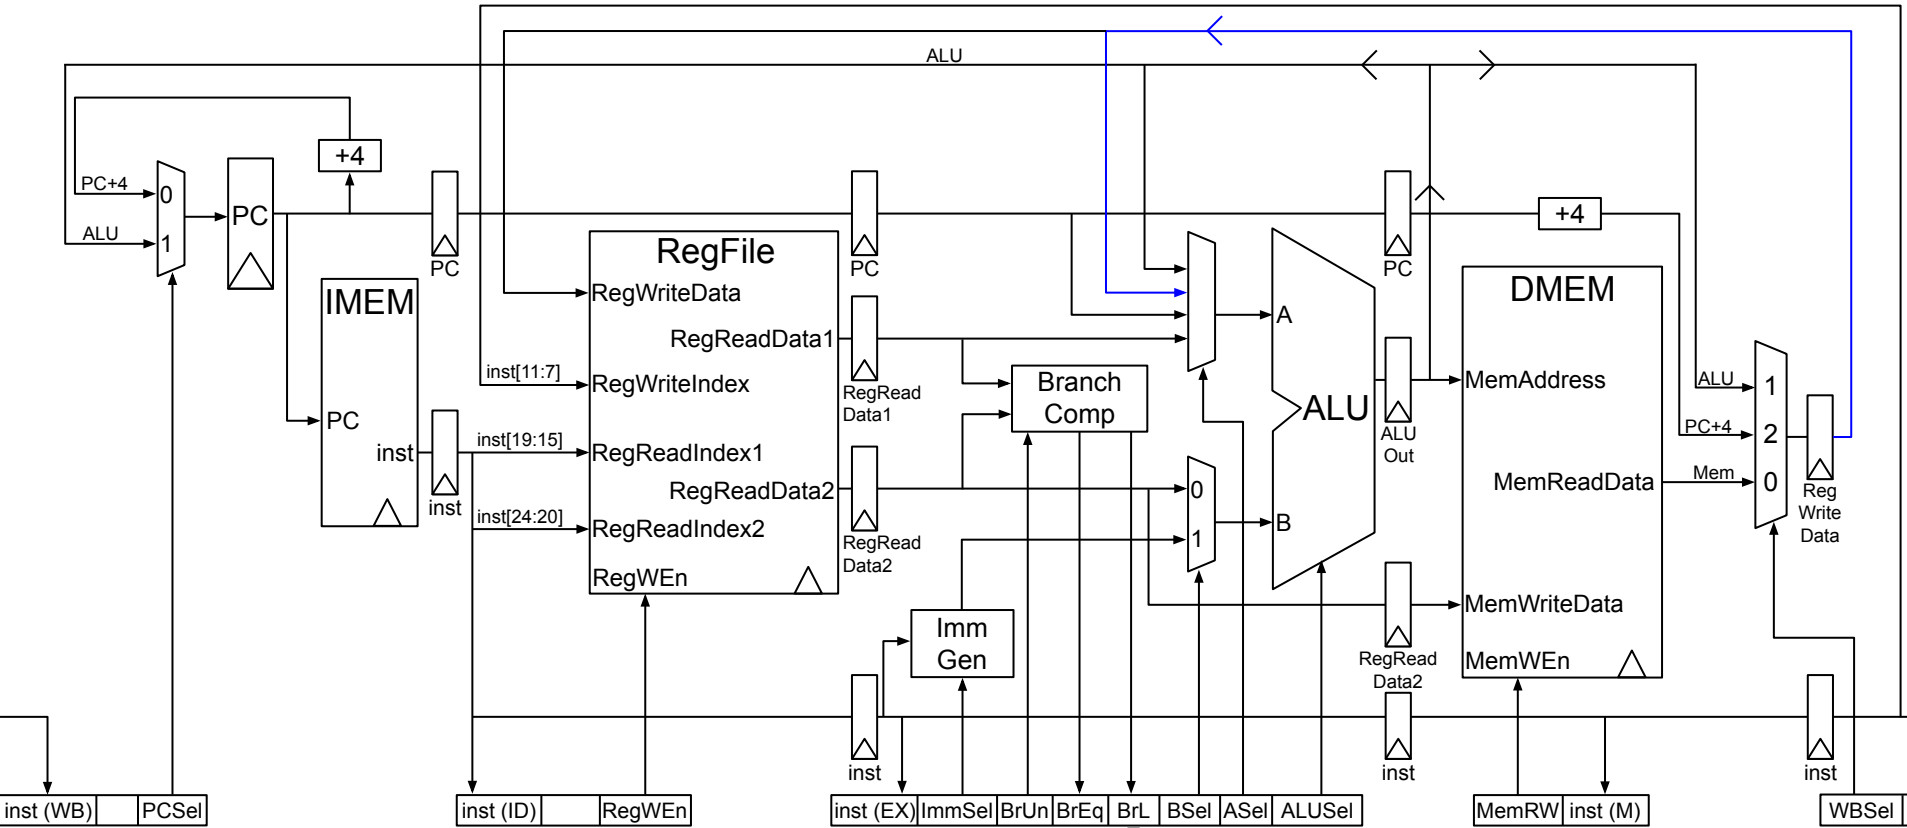 ALU
+4
PC+4
0
ALU
1
PC
PC
IMEM
PC
inst
inst
inst[11:7]
inst[19:15]
inst[24:20]
RegFile
RegWriteData
RegReadData1
RegWriteIndex
RegReadIndex1
RegReadData2
RegReadIndex2
RegWEn
PC
RegRead
Data1
RegRead
Data2
Branch
Comp
Imm
Gen
0
1
A
ALU
B
PC
ALU
Out
RegRead
Data2
+4
DMEM
MemAddress
MemReadData
MemWriteData
MemWEn
ALU
PC+4
Mem
1
2
0
Reg
Write
Data
inst
inst
inst
inst (WB)
PCSel
inst (ID)
RegWEn
inst (EX)
ImmSel
BrUn
BrEq
BrL
BSel
ASel
ALUSel
MemRW
inst (M)
WBSel